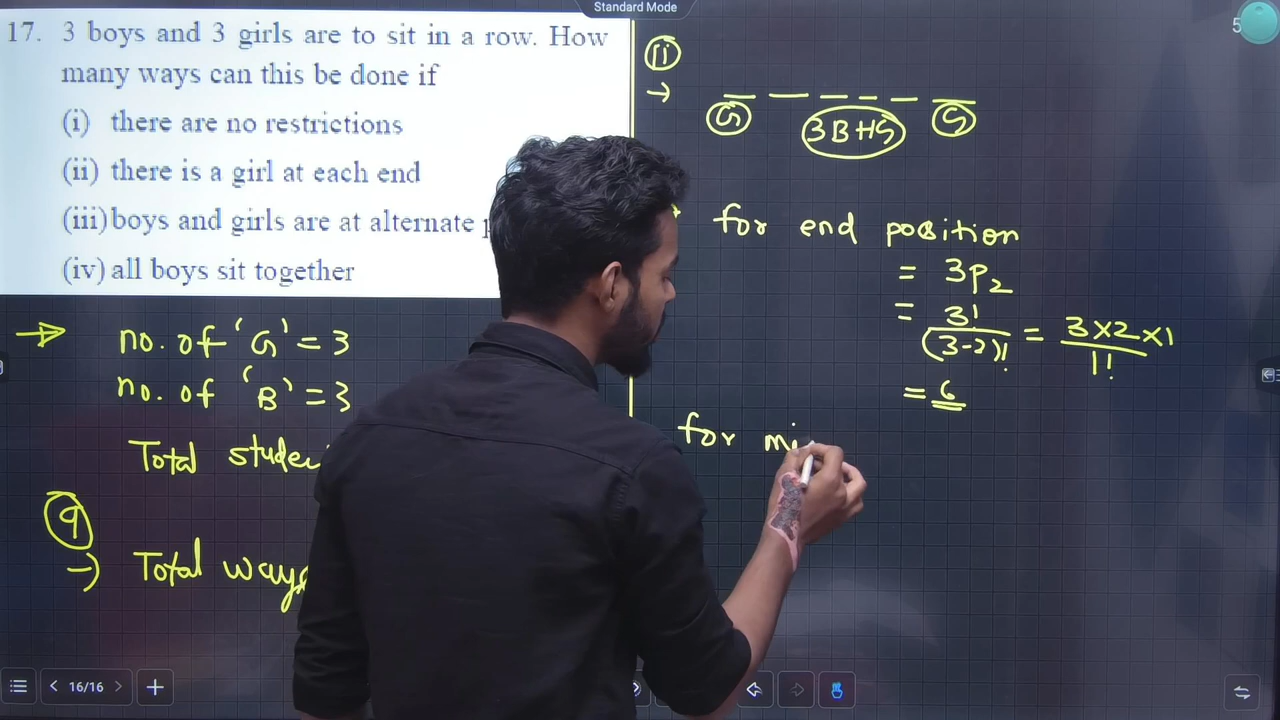 Standard Mode
5
17. 3 boys and 3 girls are to sit in a row. How
many ways can this be done if
(i) there are no restrictions
(ii) there is a girl at each end
(iii) boys and girls are at alternate
(iv) all boys sit together
→ no. of 'G' = 3
no. of 'B' = 3
Total
→ Total ways
(ii)
→
G 3B+1G G
for end position
= 3P2
= 3!/(3-2)! = 3×2×1/1!
= 6
for mi
16/16